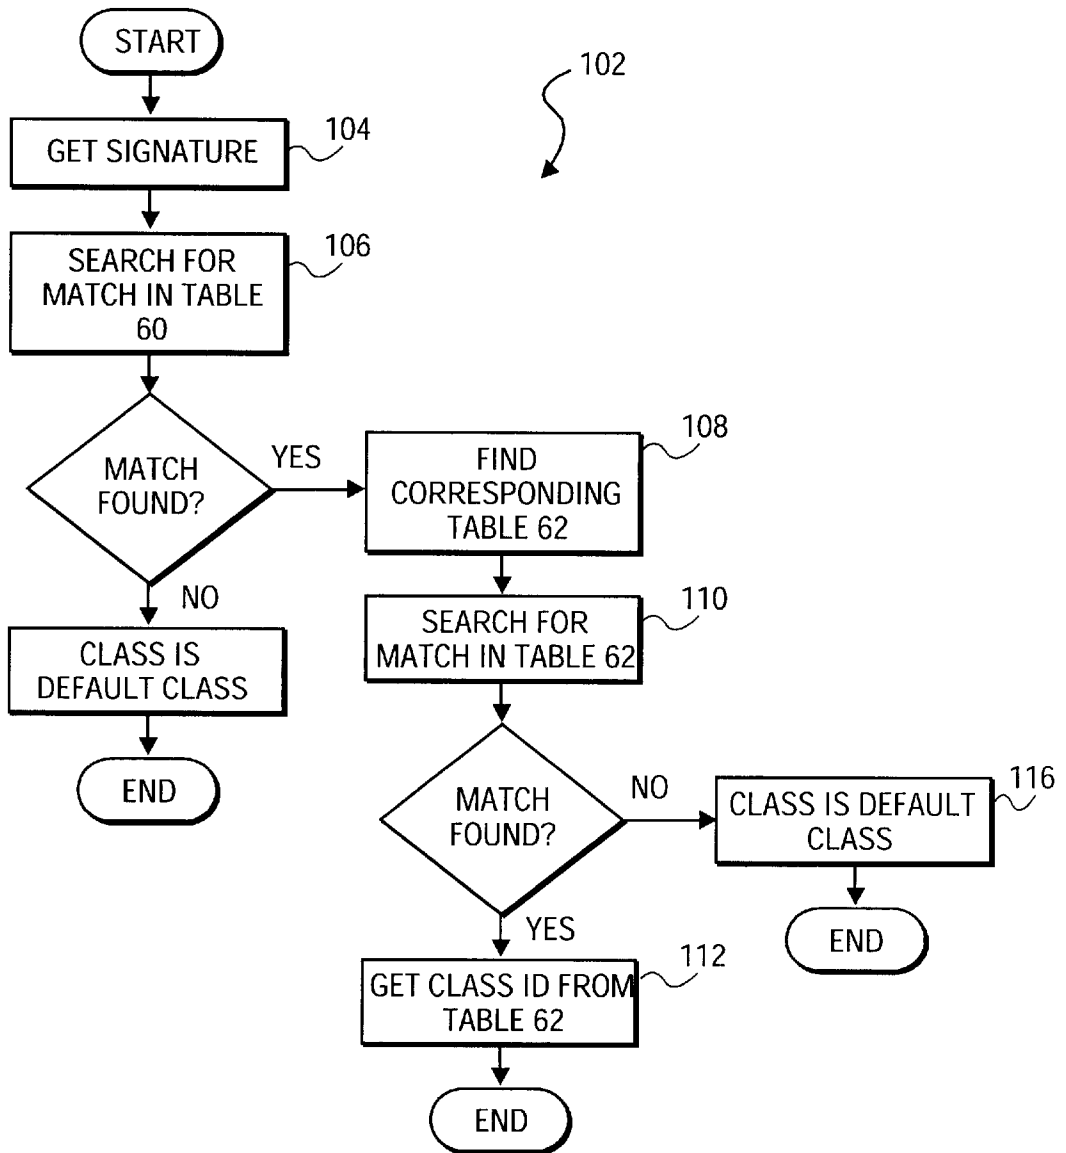 START
102
GET SIGNATURE
104
SEARCH FOR
MATCH IN TABLE
60
106
MATCH
FOUND?
YES
NO
CLASS IS
DEFAULT CLASS
END
FIND
CORRESPONDING
TABLE 62
108
SEARCH FOR
MATCH IN TABLE 62
110
MATCH
FOUND?
NO
YES
CLASS IS DEFAULT
CLASS
116
END
GET CLASS ID FROM
TABLE 62
112
END